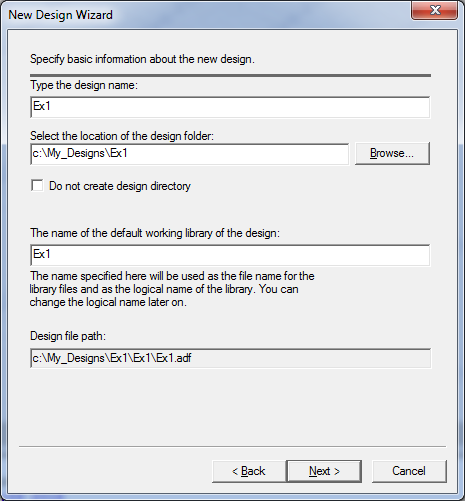 New Design Wizard
Specify basic information about the new design.
Type the design name:
Ex1
Select the location of the design folder:
c:\My_Designs\Ex1
Browse...
Do not create design directory
The name of the default working library of the design:
Ex1
The name specified here will be used as the file name for the
library files and as the logical name of the library. You can
change the logical name later on.
Design file path:
c:\My_Designs\Ex1\Ex1\Ex1.adf
< Back
Next >
Cancel